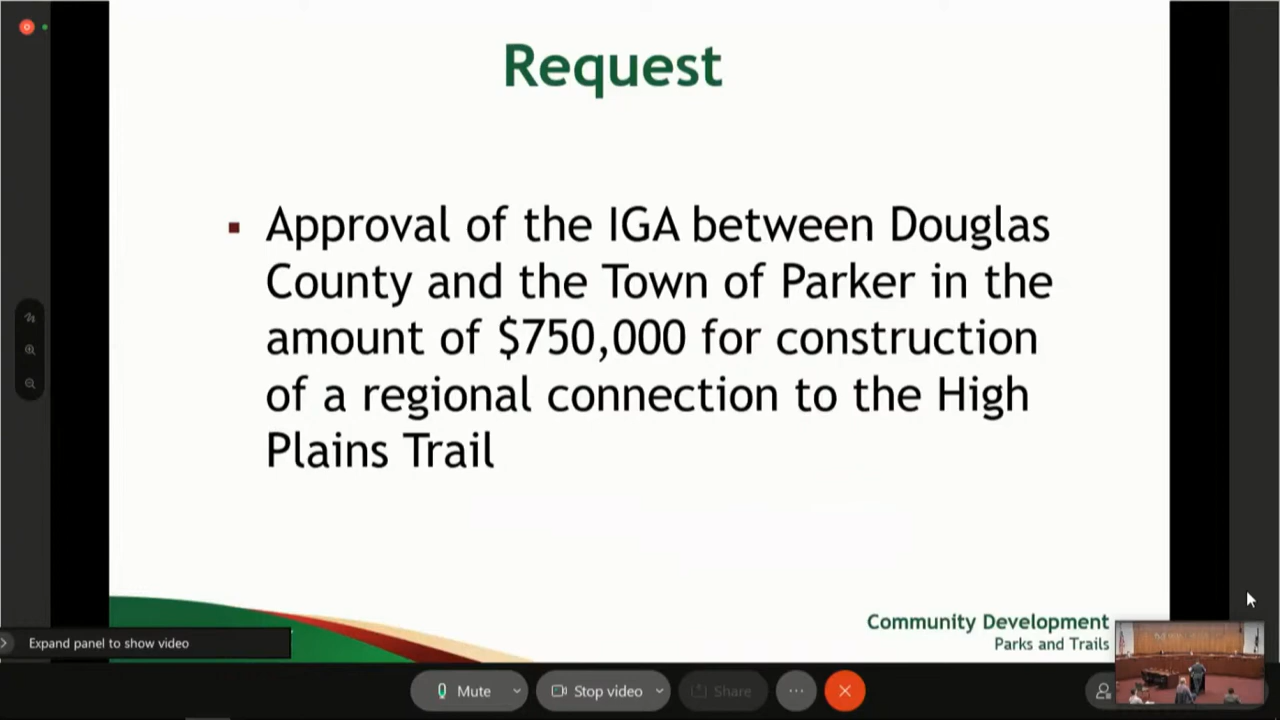 Request
Approval of the IGA between Douglas
County and the Town of Parker in the
amount of $750,000 for construction
of a regional connection to the High
Plains Trail
Community Development
Parks and Trails
Expand panel to show video
Mute
Stop video
Share